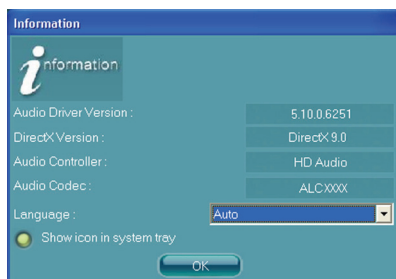 Information
information
Audio Driver Version : 5.10.0.6251
DirectX Version : DirectX 9.0
Audio Controller : HD Audio
Audio Codec : ALCXXXX
Language : Auto
Show icon in system tray
OK